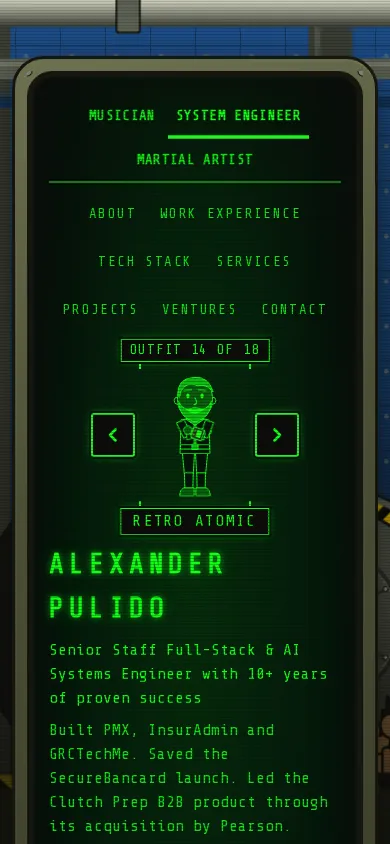 MUSICIAN SYSTEM ENGINEER
MARTIAL ARTIST
ABOUT WORK EXPERIENCE
TECH STACK SERVICES
PROJECTS VENTURES CONTACT
OUTFIT 14 OF 18
< >
RETRO ATOMIC
ALEXANDER
PULIDO
Senior Staff Full-Stack & AI
Systems Engineer with 10+ years
of proven success
Built PMX, InsurAdmin and
GRCTechMe. Saved the
SecureBancard launch. Led the
Clutch Prep B2B product through
its acquisition by Pearson.